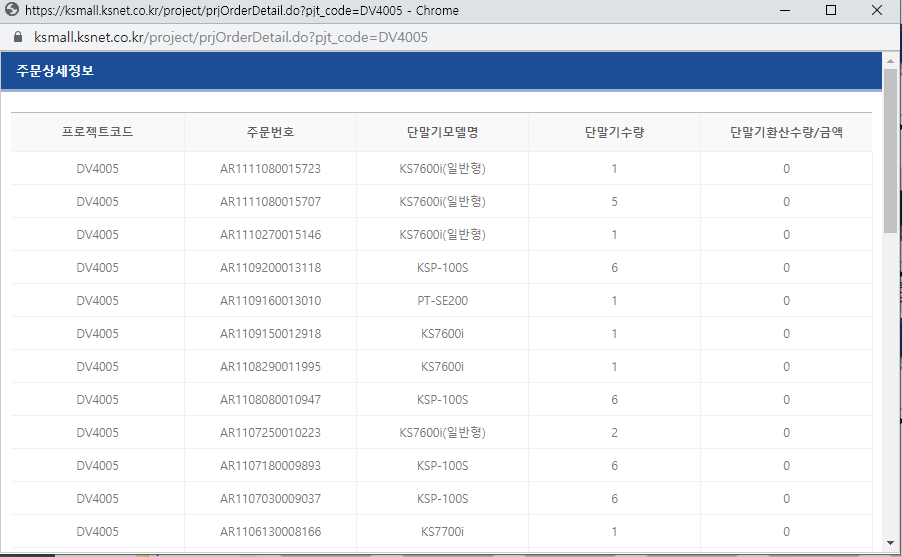 https://ksmall.ksnet.co.kr/project/prjOrderDetail.do?pjt_code=DV4005 - Chrome
ksmall.ksnet.co.kr/project/prjOrderDetail.do?pjt_code=DV4005
주문상세정보
프로젝트코드 주문번호 단말기모델명 단말기수량 단말기환산수량/금액
DV4005 AR1111080015723 KS7600i(일반형) 1 0
DV4005 AR1111080015707 KS7600i(일반형) 5 0
DV4005 AR1110270015146 KS7600i(일반형) 1 0
DV4005 AR1109200013118 KSP-100S 6 0
DV4005 AR1109160013010 PT-SE200 1 0
DV4005 AR1109150012918 KS7600i 1 0
DV4005 AR1108290011995 KS7600i 1 0
DV4005 AR1108080010947 KSP-100S 6 0
DV4005 AR1107250010223 KS7600i(일반형) 2 0
DV4005 AR1107180009893 KSP-100S 6 0
DV4005 AR1107030009037 KSP-100S 6 0
DV4005 AR1106130008166 KS7700i 1 0